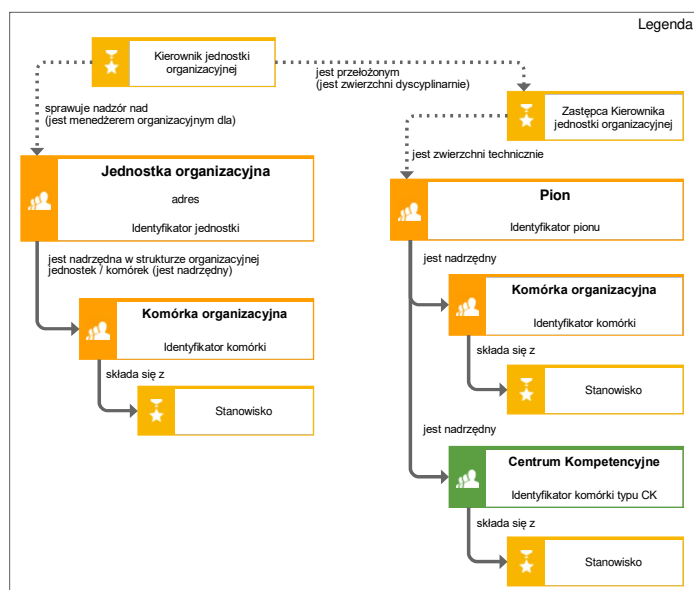 Legenda
Kierownik jednostki
organizacyjnej
jest przełożonym
(jest zwierzchni dyscyplinarnie)
sprawuje nadzór nad
(jest menedżerem organizacyjnym dla)
Zastępca Kierownika
jednostki organizacyjnej
jest zwierzchni technicznie
Jednostka organizacyjna
adres
Identyfikator jednostki
Pion
Identyfikator pionu
jest nadrzędna w strukturze organizacyjnej
jednostek / komórek (jest nadrzędny)
jest nadrzędny
Komórka organizacyjna
Identyfikator komórki
Komórka organizacyjna
Identyfikator komórki
składa się z
Stanowisko
składa się z
Stanowisko
jest nadrzędny
Centrum Kompetencyjne
Identyfikator komórki typu CK
składa się z
Stanowisko